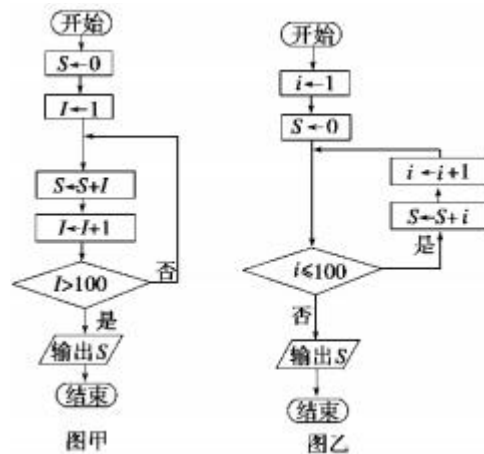 开始
S←0
I←1
S←S+I
I←I+1
I>100
否
是
输出S
结束
图甲
开始
i←1
S←0
i←i+1
S←S+i
是
i≤100
否
输出S
结束
图乙